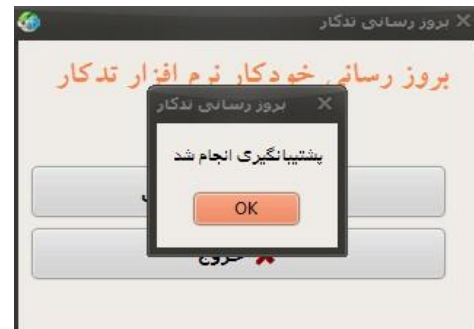 بروز رسانی تدکار
بروز رسانی خودکار نرم افزار تدکار
بروز رسانی تدکار
پشتیبانگیری انجام شد
OK
خروج